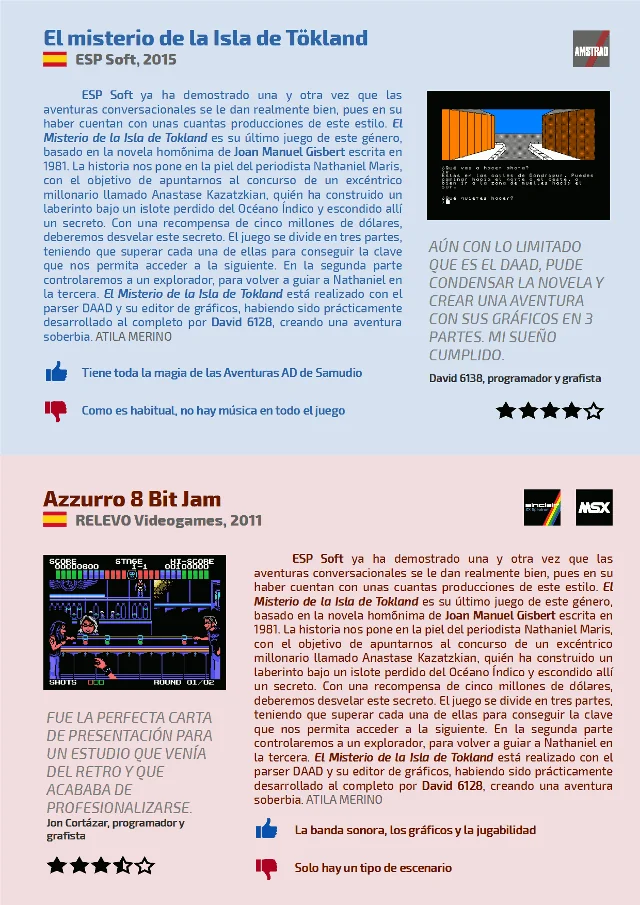 El misterio de la Isla de Tökland
ESP Soft, 2015
AMSTRAD
ESP Soft ya ha demostrado una y otra vez que las
aventuras conversacionales se le dan realmente bien, pues en su
haber cuentan con unas cuantas producciones de este estilo. El
Misterio de la Isla de Tokland es su último juego de este género,
basado en la novela homónima de Joan Manuel Gisbert escrita en
1981. La historia nos pone en la piel del periodista Nathaniel Maris,
con el objetivo de apuntarnos al concurso de un excéntrico
millonario llamado Anastase Kazatzkian, quién ha construido un
laberinto bajo un islote perdido del Océano Índico y escondido allí
un secreto. Con una recompensa de cinco millones de dólares,
deberemos desvelar este secreto. El juego se divide en tres partes,
teniendo que superar cada una de ellas para conseguir la clave
que nos permita acceder a la siguiente. En la segunda parte
controlaremos a un explorador, para volver a guiar a Nathaniel en
la tercera. El Misterio de la Isla de Tokland está realizado con el
parser DAAD y su editor de gráficos, habiendo sido prácticamente
desarrollado al completo por David 6128, creando una aventura
soberbia. ATILA MERINO
¿Qué vas a hacer ahora?
Estás en las calles de Dondrapur. Puedes
caminar hacia el norte o el este, o
bien ir a la zona de muelles hacia el
sur.
¿Qué quieres hacer?
AÚN CON LO LIMITADO
QUE ES EL DAAD, PUDE
CONDENSAR LA NOVELA Y
CREAR UNA AVENTURA
CON SUS GRÁFICOS EN 3
PARTES. MI SUEÑO
CUMPLIDO.
David 6138, programador y grafista
Tiene toda la magia de las Aventuras AD de Samudio
Como es habitual, no hay música en todo el juego
Azzurro 8 Bit Jam
RELEVO Videogames, 2011
sinclair
MSX
SCORE STAGE HI-SCORE
00000800 1-1 00100000
SHOTS ROUND 01/02
FUE LA PERFECTA CARTA
DE PRESENTACIÓN PARA
UN ESTUDIO QUE VENÍA
DEL RETRO Y QUE
ACABABA DE
PROFESIONALIZARSE.
Jon Cortázar, programador y
grafista
ESP Soft ya ha demostrado una y otra vez que las
aventuras conversacionales se le dan realmente bien, pues en su
haber cuentan con unas cuantas producciones de este estilo. El
Misterio de la Isla de Tokland es su último juego de este género,
basado en la novela homónima de Joan Manuel Gisbert escrita en
1981. La historia nos pone en la piel del periodista Nathaniel Maris,
con el objetivo de apuntarnos al concurso de un excéntrico
millonario llamado Anastase Kazatzkian, quién ha construido un
laberinto bajo un islote perdido del Océano Índico y escondido allí
un secreto. Con una recompensa de cinco millones de dólares,
deberemos desvelar este secreto. El juego se divide en tres partes,
teniendo que superar cada una de ellas para conseguir la clave
que nos permita acceder a la siguiente. En la segunda parte
controlaremos a un explorador, para volver a guiar a Nathaniel en
la tercera. El Misterio de la Isla de Tokland está realizado con el
parser DAAD y su editor de gráficos, habiendo sido prácticamente
desarrollado al completo por David 6128, creando una aventura
soberbia. ATILA MERINO
La banda sonora, los gráficos y la jugabilidad
Solo hay un tipo de escenario